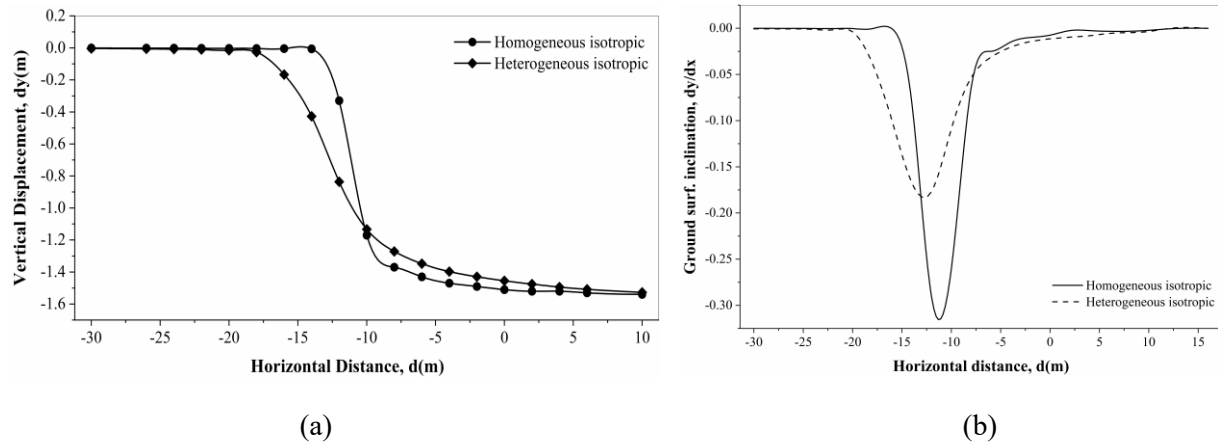 0.2
0.0
-0.2
-0.4
-0.6
-0.8
-1.0
-1.2
-1.4
-1.6
Vertical Displacement, dy(m)
Homogeneous isotropic
Heterogeneous isotropic
-30 -25 -20 -15 -10 -5 0 5 10
Horizontal Distance, d(m)
(a)
0.00
-0.05
-0.10
-0.15
-0.20
-0.25
-0.30
Ground surf. inclination, dy/dx
Homogeneous isotropic
Heterogeneous isotropic
-30 -25 -20 -15 -10 -5 0 5 10 15
Horizontal distance, d(m)
(b)